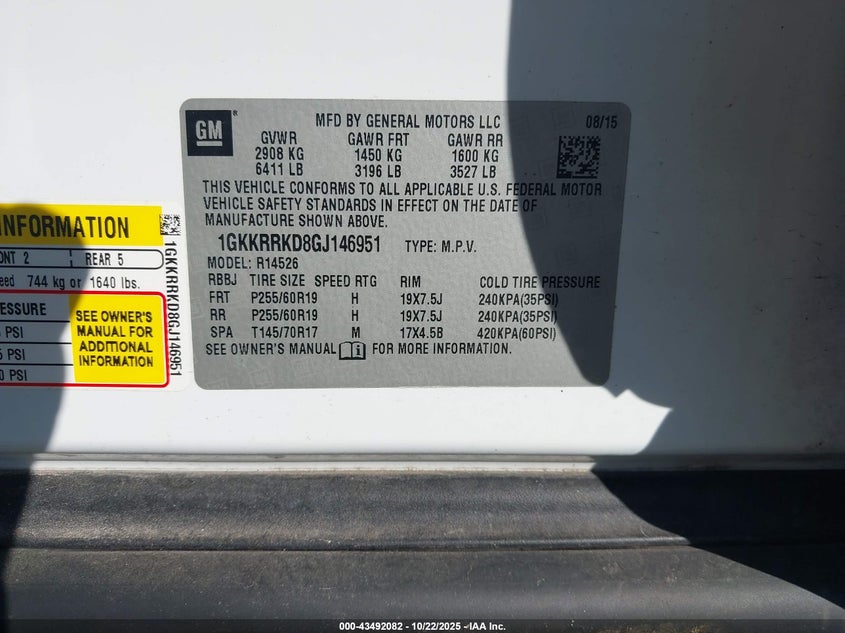 GM
MFD BY GENERAL MOTORS LLC 08/15
GVWR GAWR FRT GAWR RR
2908 KG 1450 KG 1600 KG
6411 LB 3196 LB 3527 LB
THIS VEHICLE CONFORMS TO ALL APPLICABLE U.S. FEDERAL MOTOR
VEHICLE SAFETY STANDARDS IN EFFECT ON THE DATE OF
MANUFACTURE SHOWN ABOVE.
1GKKRRKD8GJ146951 TYPE: M.P.V.
MODEL: R14526
RBBJ TIRE SIZE SPEED RTG RIM COLD TIRE PRESSURE
FRT P255/60R19 H 19X7.5J 240KPA(35PSI)
RR P255/60R19 H 19X7.5J 240KPA(35PSI)
SPA T145/70R17 M 17X4.5B 420KPA(60PSI)
SEE OWNER'S MANUAL FOR MORE INFORMATION.
INFORMATION
2 REAR 5
744 kg or 1640 lbs.
SEE OWNER'S
MANUAL FOR
ADDITIONAL
INFORMATION
PSI
PSI
PSI
1GKKRRKD8GJ146951
000-43492082 - 10/22/2025 - IAA Inc.